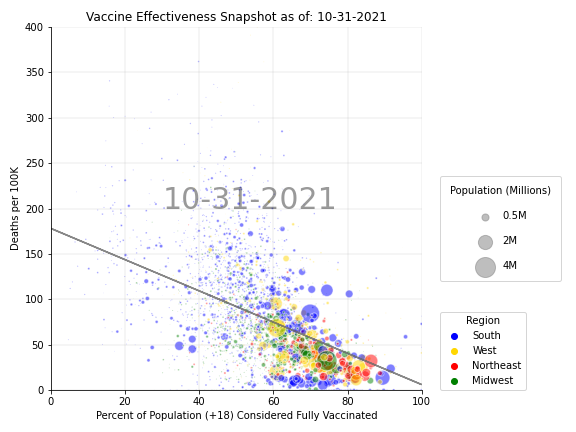 Vaccine Effectiveness Snapshot as of: 10-31-2021
400
350
300
250
200
150
100
50
0
Deaths per 100K
10-31-2021
0 20 40 60 80 100
Percent of Population (+18) Considered Fully Vaccinated
Population (Millions)
0.5M
2M
4M
Region
South
West
Northeast
Midwest